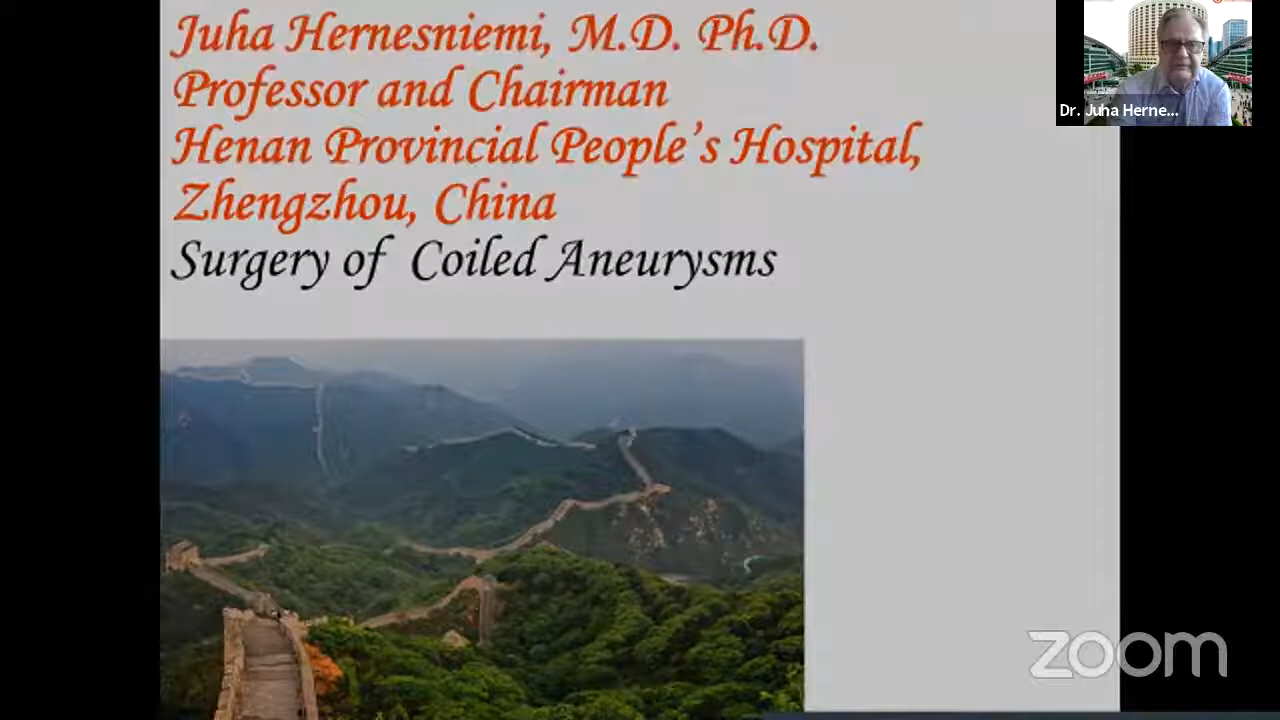 Juha Hernesniemi, M.D. Ph.D.
Professor and Chairman
Henan Provincial People’s Hospital,
Zhengzhou, China
Surgery of Coiled Aneurysms
Dr. Juha Herne...
zoom